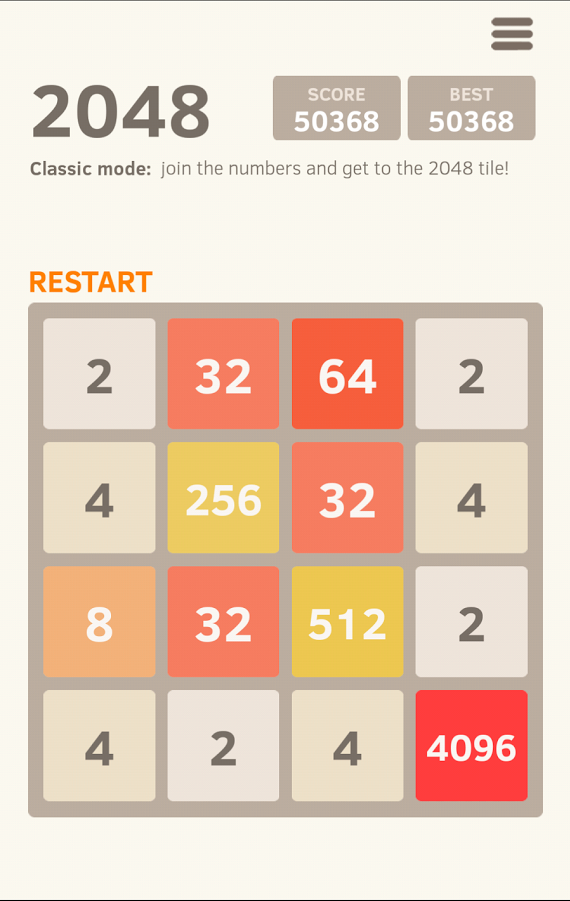 2048
SCORE
50368
BEST
50368
Classic mode: join the numbers and get to the 2048 tile!
RESTART
2 32 64 2
4 256 32 4
8 32 512 2
4 2 4 4096